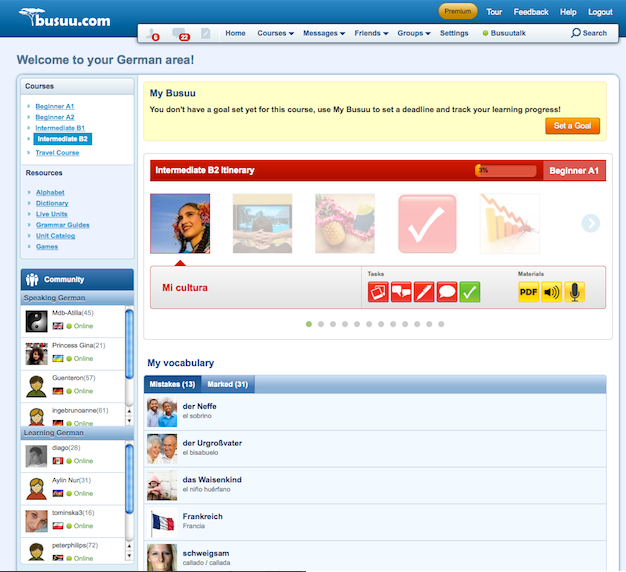 busuu.com
Premium Tour Feedback Help Logout
6 22 Home Courses Messages Friends Groups Settings Busuutalk Search
Welcome to your German area!
Courses
Beginner A1
Beginner A2
Intermediate B1
Intermediate B2
Travel Course
Resources
Alphabet
Dictionary
Live Units
Grammar Guides
Unit Catalog
Games
Community
Speaking German
Mdb-Atilla(45)
Online
Princess Gina(21)
Online
Guenteron(57)
Online
ingebrunoanne(61)
Online
Learning German
diago(28)
Online
Aylin Nur(31)
Online
tominska3(16)
Online
peterphilips(72)
Online
My Busuu
You don't have a goal set yet for this course, use My Busuu to set a deadline and track your learning progress!
Set a Goal
Intermediate B2 Itinerary 3% Beginner A1
Mi cultura
Tasks
Materials
PDF
My vocabulary
Mistakes (13) Marked (31)
der Neffe
el sobrino
der Urgroßvater
el bisabuelo
das Waisenkind
el niño huérfano
Frankreich
Francia
schweigsam
callado / callada